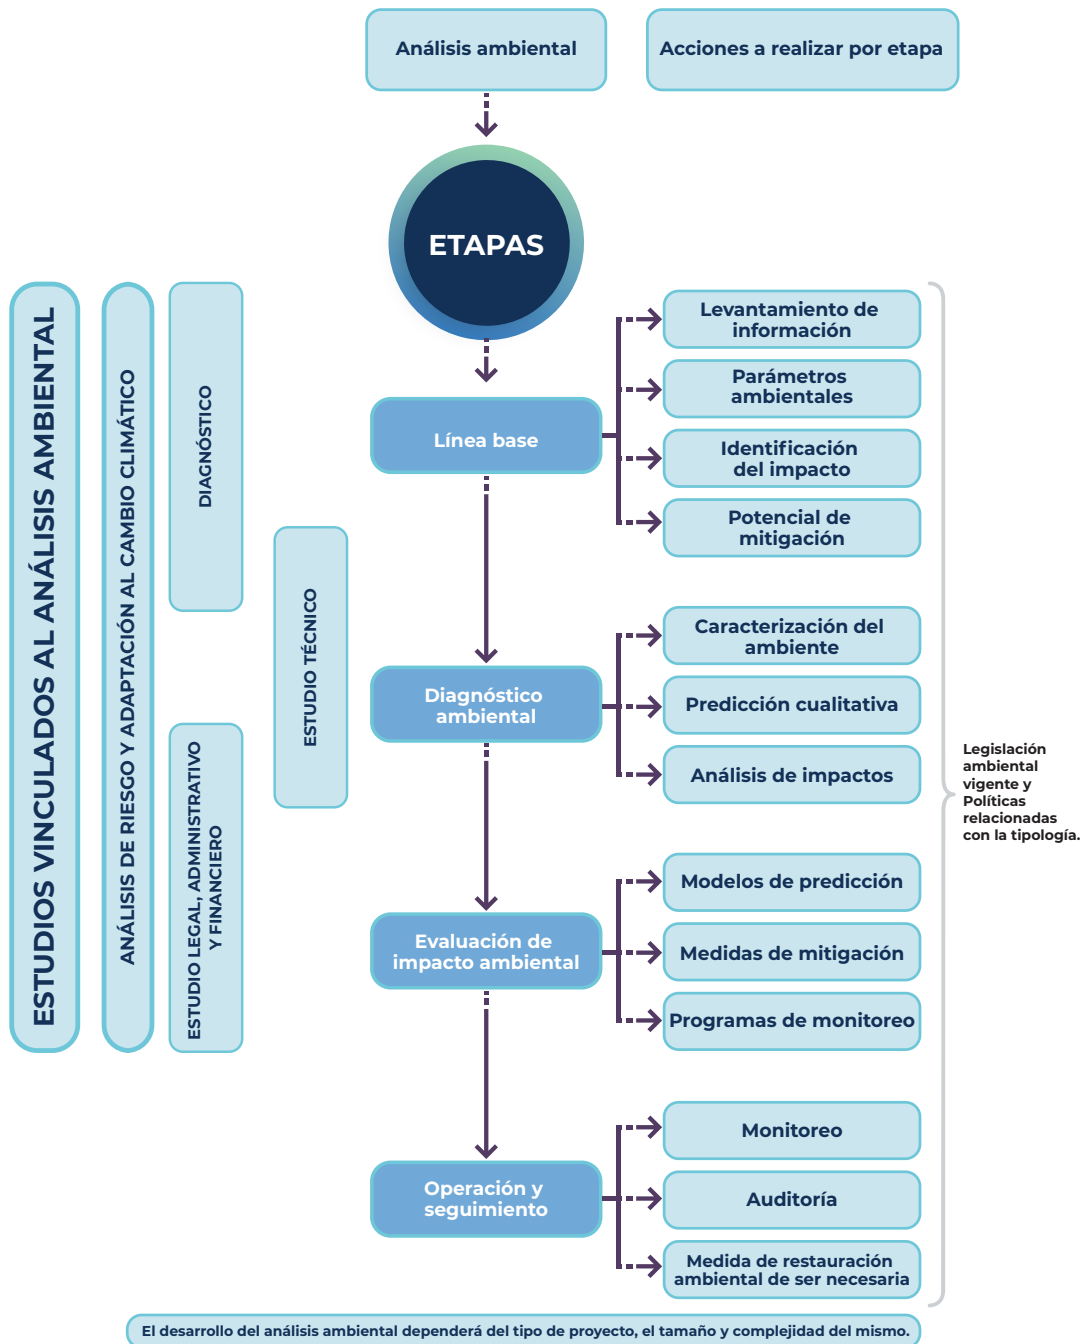 Análisis ambiental
Acciones a realizar por etapa
ETAPAS
ESTUDIOS VINCULADOS AL ANÁLISIS AMBIENTAL
ANÁLISIS DE RIESGO Y ADAPTACIÓN AL CAMBIO CLIMÁTICO
DIAGNÓSTICO
ESTUDIO LEGAL, ADMINISTRATIVO
Y FINANCIERO
ESTUDIO TÉCNICO
Línea base
Levantamiento de
información
Parámetros
ambientales
Identificación
del impacto
Potencial de
mitigación
Diagnóstico
ambiental
Caracterización del
ambiente
Predicción cualitativa
Análisis de impactos
Evaluación de
impacto ambiental
Modelos de predicción
Medidas de mitigación
Programas de monitoreo
Operación y
seguimiento
Monitoreo
Auditoría
Medida de restauración
ambiental de ser necesaria
Legislación
ambiental
vigente y
Políticas
relacionadas
con la tipología.
El desarrollo del análisis ambiental dependerá del tipo de proyecto, el tamaño y complejidad del mismo.